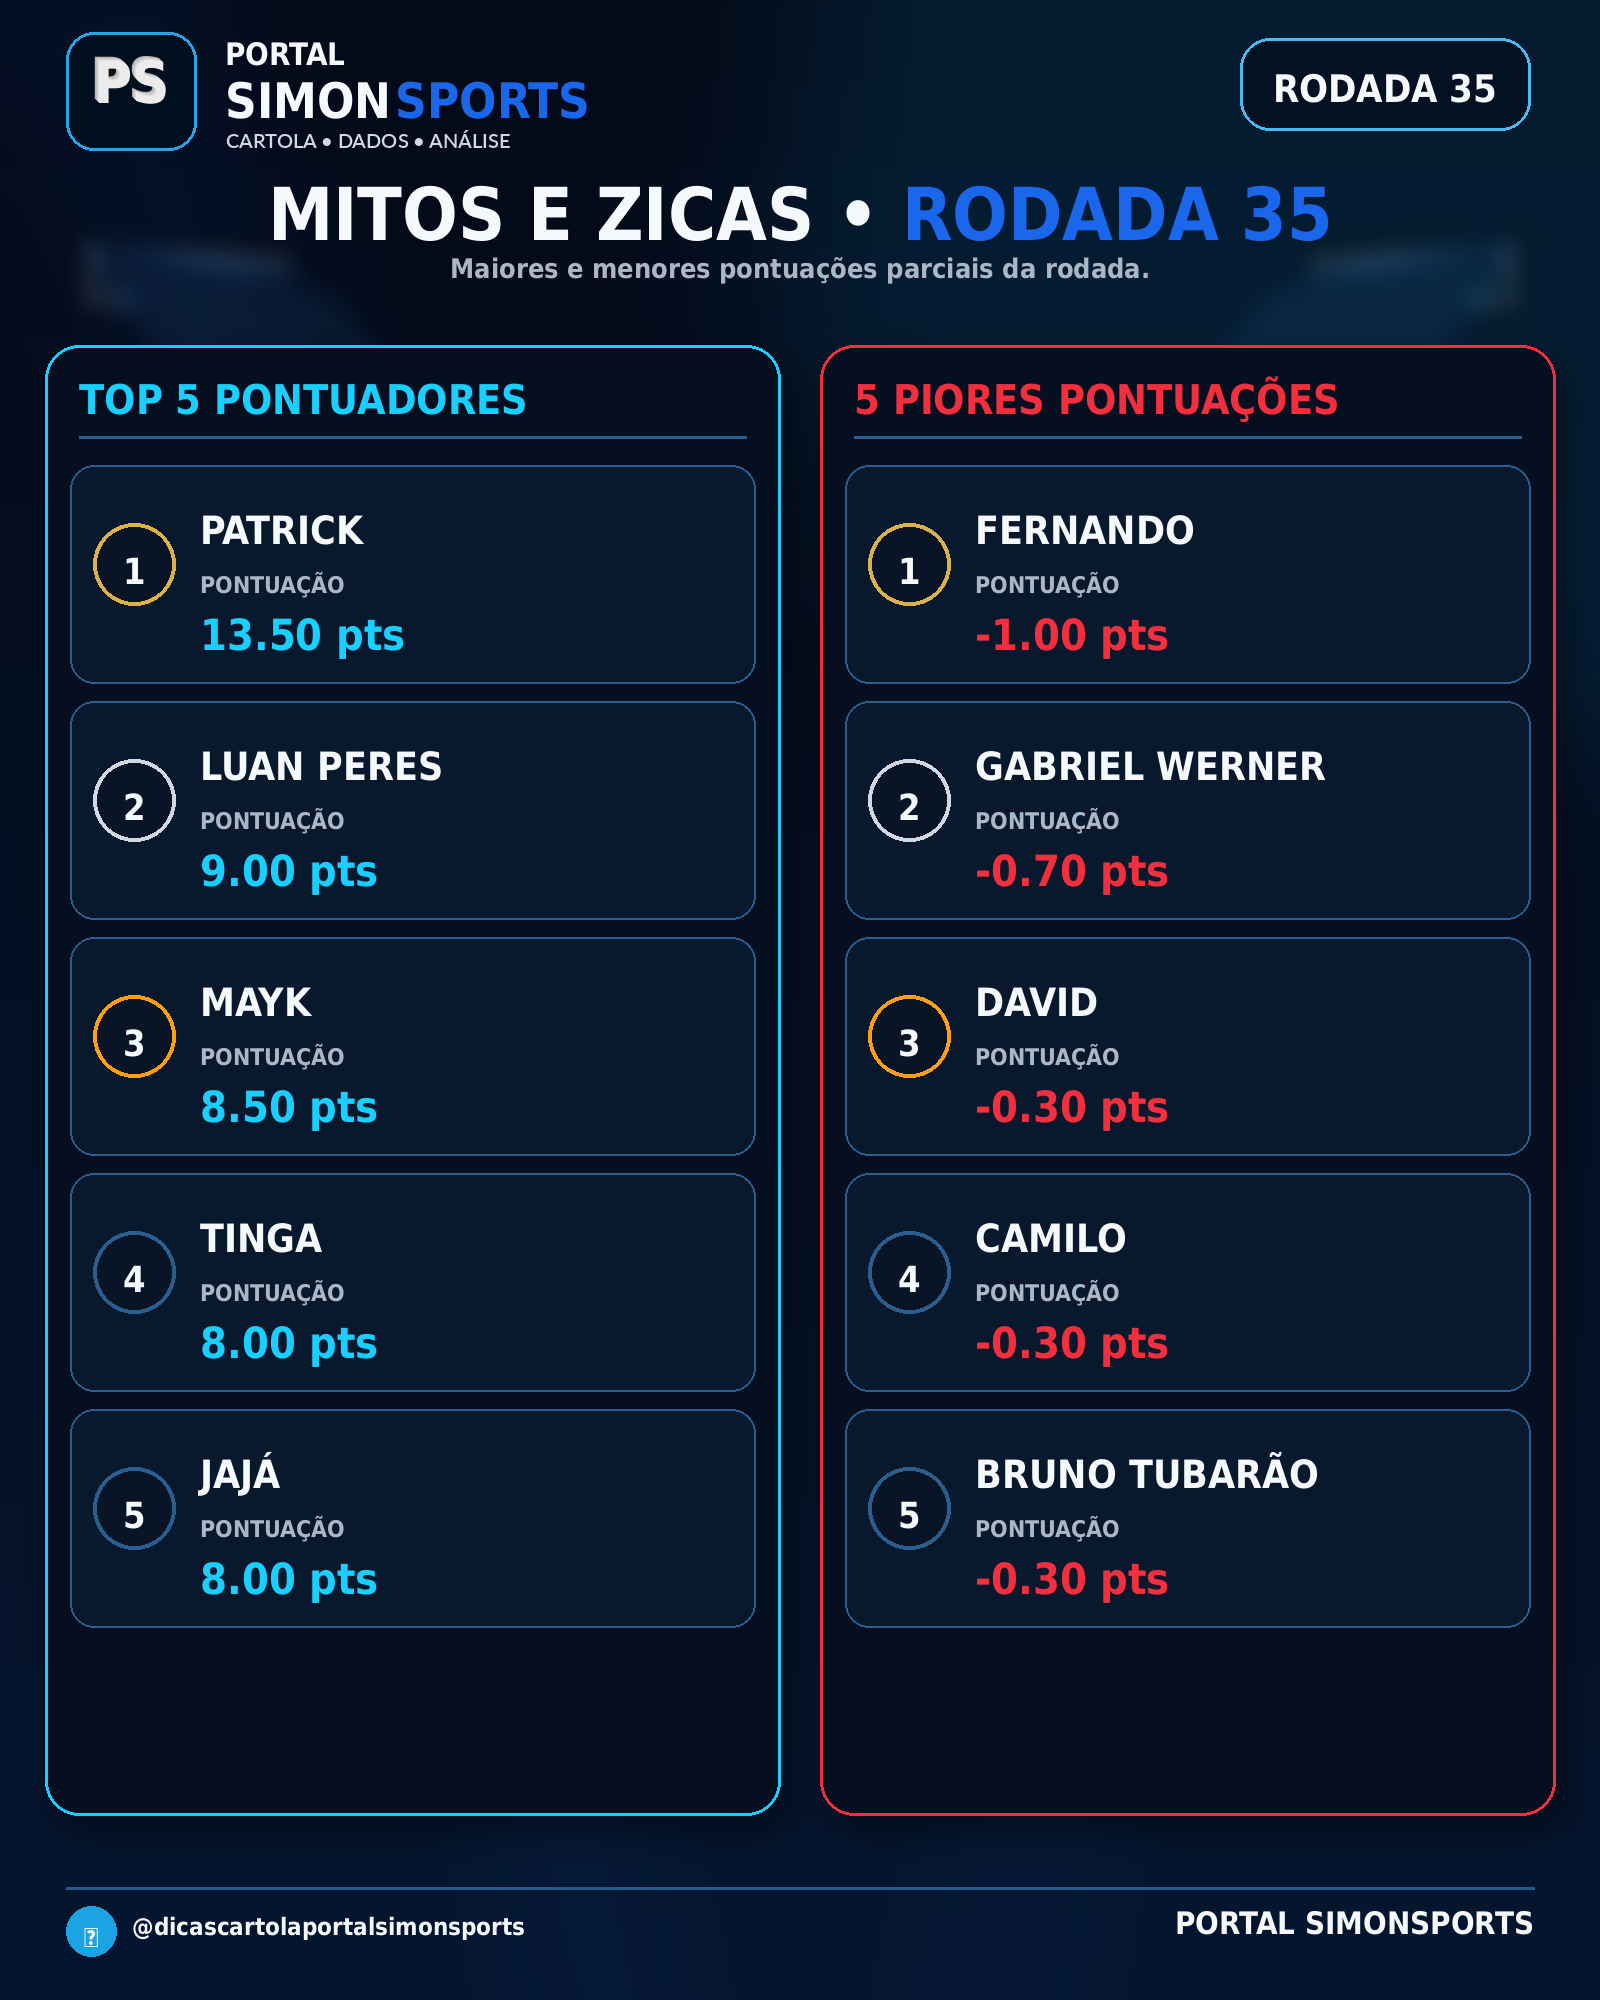 PS
PORTAL
SIMONSPORTS
CARTOLA • DADOS • ANÁLISE
RODADA 35
MITOS E ZICAS • RODADA 35
Maiores e menores pontuações parciais da rodada.
TOP 5 PONTUADORES
1
PATRICK
PONTUAÇÃO
13.50 pts
2
LUAN PERES
PONTUAÇÃO
9.00 pts
3
MAYK
PONTUAÇÃO
8.50 pts
4
TINGA
PONTUAÇÃO
8.00 pts
5
JAJÁ
PONTUAÇÃO
8.00 pts
5 PIORES PONTUAÇÕES
1
FERNANDO
PONTUAÇÃO
-1.00 pts
2
GABRIEL WERNER
PONTUAÇÃO
-0.70 pts
3
DAVID
PONTUAÇÃO
-0.30 pts
4
CAMILO
PONTUAÇÃO
-0.30 pts
5
BRUNO TUBARÃO
PONTUAÇÃO
-0.30 pts
@dicascartolaportalsimonsports
PORTAL SIMONSPORTS